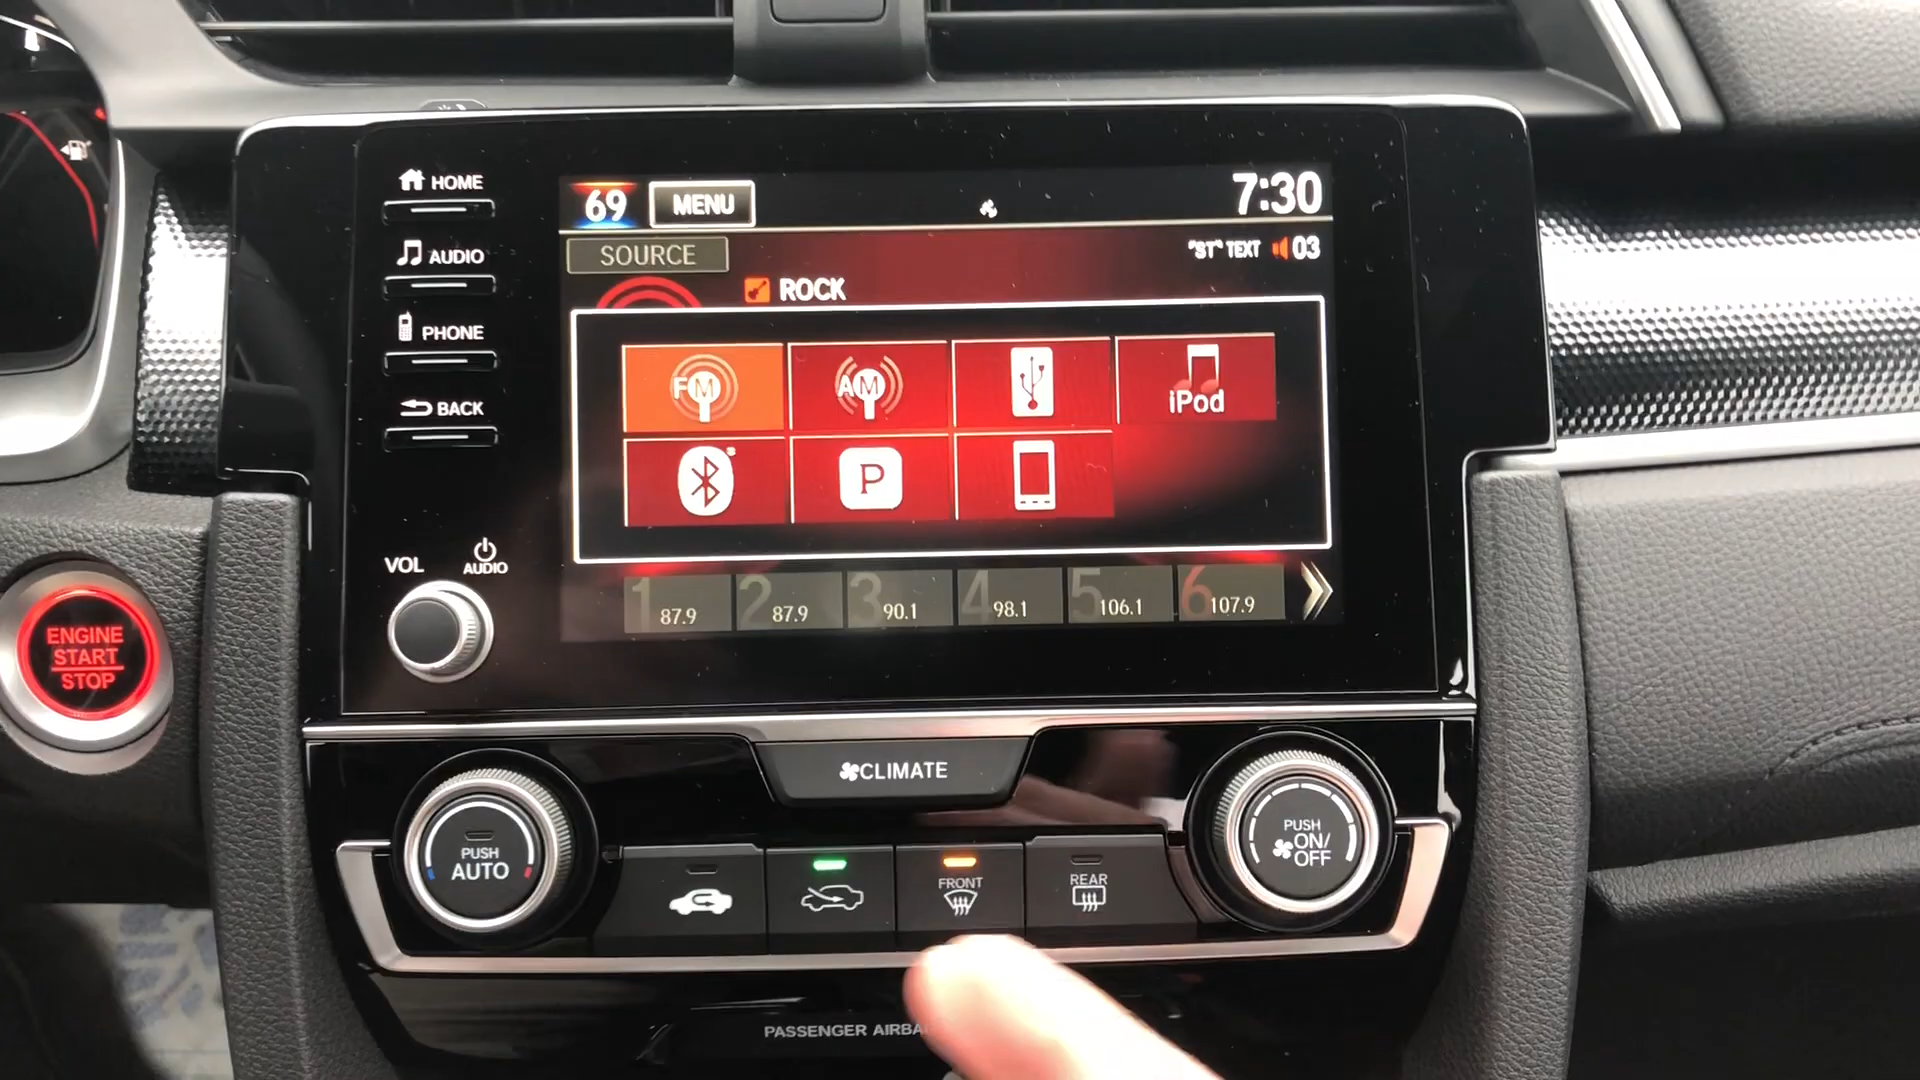 HOME
AUDIO
PHONE
BACK
VOL
AUDIO
69 MENU 7:30
SOURCE "ST" TEXT 03
ROCK
FM AM iPod
P
1 87.9 2 87.9 3 90.1 4 98.1 5 106.1 6 107.9
ENGINE
START
STOP
CLIMATE
PUSH
AUTO
FRONT
REAR
PUSH
ON/
OFF
PASSENGER